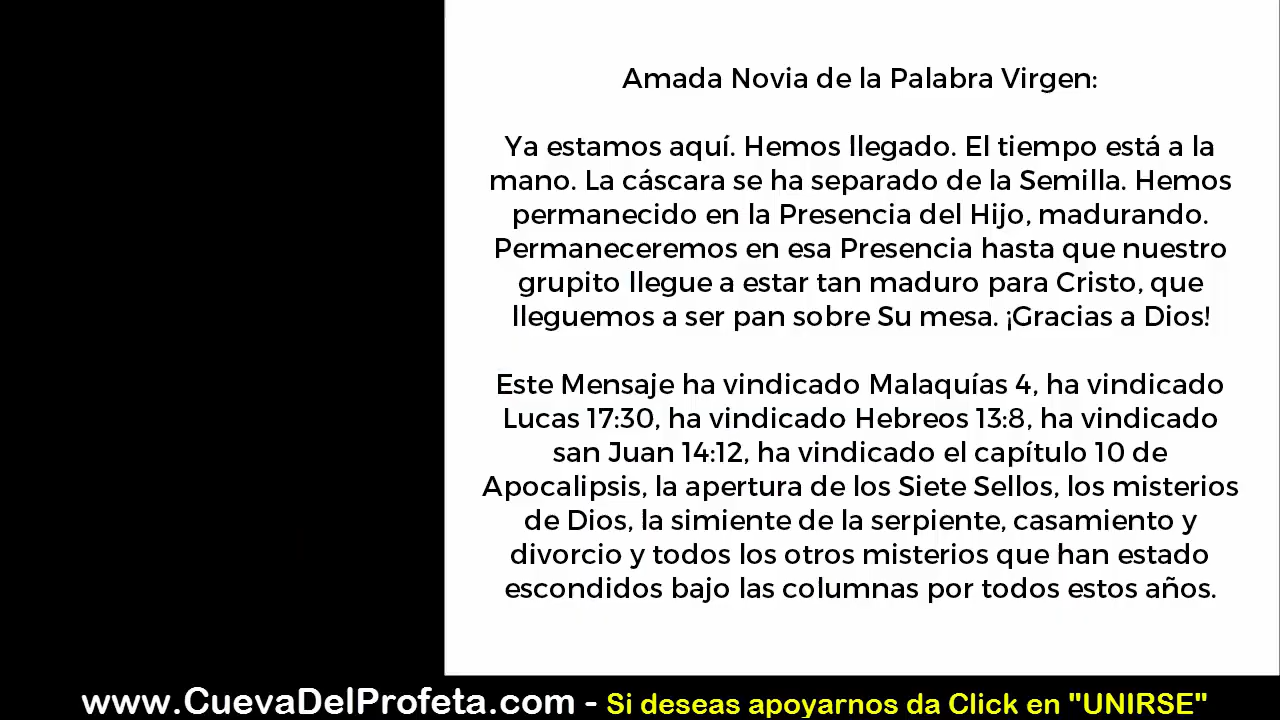 Amada Novia de la Palabra Virgen:
Ya estamos aquí. Hemos llegado. El tiempo está a la
mano. La cáscara se ha separado de la Semilla. Hemos
permanecido en la Presencia del Hijo, madurando.
Permaneceremos en esa Presencia hasta que nuestro
grupito llegue a estar tan maduro para Cristo, que
lleguemos a ser pan sobre Su mesa. ¡Gracias a Dios!
Este Mensaje ha vindicado Malaquías 4, ha vindicado
Lucas 17:30, ha vindicado Hebreos 13:8, ha vindicado
san Juan 14:12, ha vindicado el capítulo 10 de
Apocalipsis, la apertura de los Siete Sellos, los misterios
de Dios, la simiente de la serpiente, casamiento y
divorcio y todos los otros misterios que han estado
escondidos bajo las columnas por todos estos años.
www.CuevaDelProfeta.com - Si deseas apoyarnos da Click en "UNIRSE"